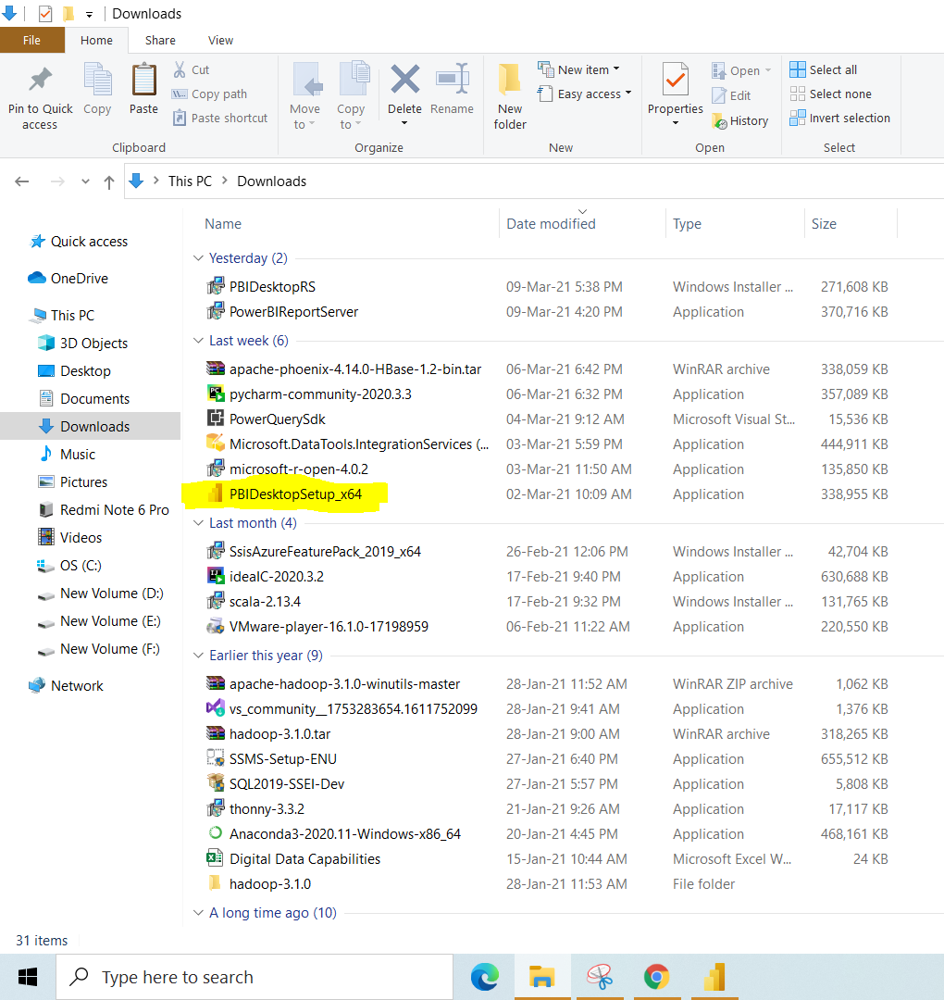 Downloads
File Home Share View
Pin to Quick access
Copy
Paste
Cut
Copy path
Paste shortcut
Clipboard
Move to
Copy to
Delete
Rename
Organize
New folder
New item
Easy access
New
Properties
Open
Edit
History
Open
Select all
Select none
Invert selection
Select
This PC > Downloads
Quick access
OneDrive
This PC
3D Objects
Desktop
Documents
Downloads
Music
Pictures
Redmi Note 6 Pro
Videos
OS (C:)
New Volume (D:)
New Volume (E:)
New Volume (F:)
Network
Name Date modified Type Size
Yesterday (2)
PBIDesktopRS 09-Mar-21 5:38 PM Windows Installer ... 271,608 KB
PowerBIReportServer 09-Mar-21 4:20 PM Application 370,716 KB
Last week (6)
apache-phoenix-4.14.0-HBase-1.2-bin.tar 06-Mar-21 6:42 PM WinRAR archive 338,059 KB
pycharm-community-2020.3.3 06-Mar-21 6:32 PM Application 357,089 KB
PowerQuerySdk 04-Mar-21 9:12 AM Microsoft Visual St... 15,536 KB
Microsoft.DataTools.IntegrationServices (... 03-Mar-21 5:59 PM Application 444,911 KB
microsoft-r-open-4.0.2 03-Mar-21 11:50 AM Application 135,850 KB
PBIDesktopSetup_x64 02-Mar-21 10:09 AM Application 338,955 KB
Last month (4)
SsisAzureFeaturePack_2019_x64 26-Feb-21 12:06 PM Windows Installer ... 42,704 KB
ideaIC-2020.3.2 17-Feb-21 9:40 PM Application 630,688 KB
scala-2.13.4 17-Feb-21 9:32 PM Windows Installer ... 131,765 KB
VMware-player-16.1.0-17198959 06-Feb-21 11:22 AM Application 220,550 KB
Earlier this year (9)
apache-hadoop-3.1.0-winutils-master 28-Jan-21 11:52 AM WinRAR ZIP archive 1,062 KB
vs_community__1753283654.1611752099 28-Jan-21 9:41 AM Application 1,376 KB
hadoop-3.1.0.tar 28-Jan-21 9:00 AM WinRAR archive 318,265 KB
SSMS-Setup-ENU 27-Jan-21 6:40 PM Application 655,512 KB
SQL2019-SSEI-Dev 27-Jan-21 5:57 PM Application 5,808 KB
thonny-3.3.2 21-Jan-21 9:26 AM Application 17,117 KB
Anaconda3-2020.11-Windows-x86_64 20-Jan-21 4:45 PM Application 468,161 KB
Digital Data Capabilities 15-Jan-21 10:44 AM Microsoft Excel W... 24 KB
hadoop-3.1.0 28-Jan-21 11:53 AM File folder
A long time ago (10)
31 items
Type here to search